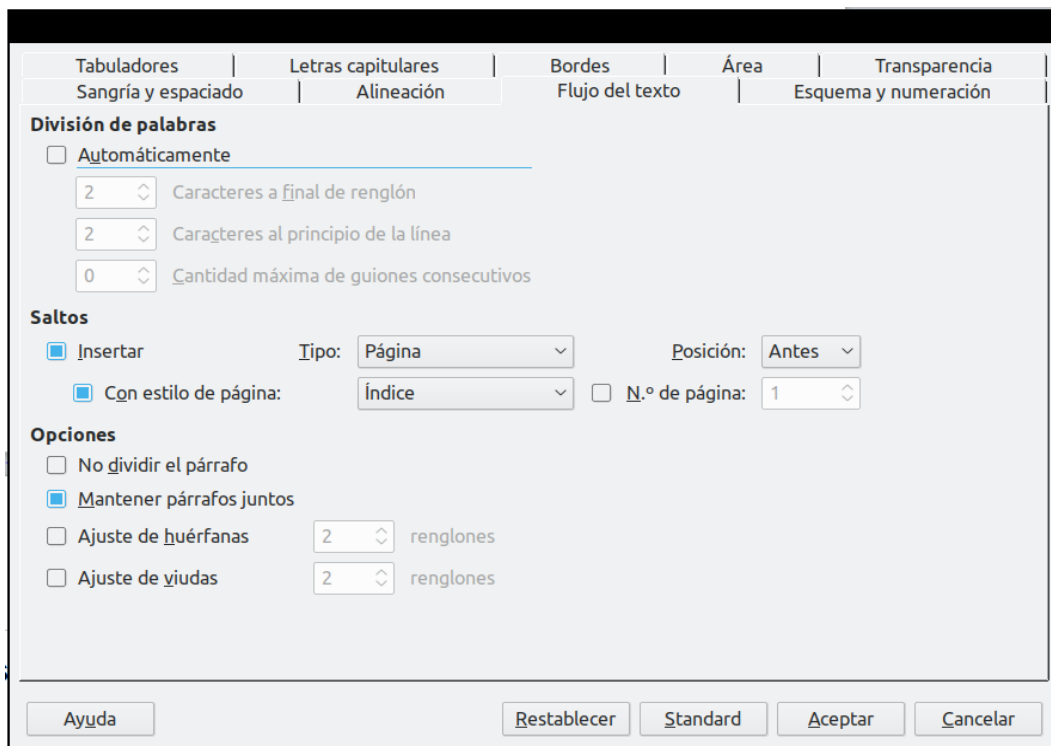 Tabuladores Letras capitulares Bordes Área Transparencia
Sangría y espaciado Alineación Flujo del texto Esquema y numeración
División de palabras
Automáticamente
2 Caracteres a final de renglón
2 Caracteres al principio de la línea
0 Cantidad máxima de guiones consecutivos
Saltos
Insertar Tipo: Página Posición: Antes
Con estilo de página: Índice N.º de página: 1
Opciones
No dividir el párrafo
Mantener párrafos juntos
Ajuste de huérfanas 2 renglones
Ajuste de viudas 2 renglones
Ayuda Restablecer Standard Aceptar Cancelar